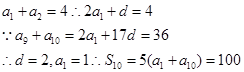 a₁ + a₂ = 4 ∴ 2a₁ + d = 4
∵ a₉ + a₁₀ = 2a₁ + 17d = 36
∴ d = 2, a₁ = 1 ∴ S₁₀ = 5(a₁ + a₁₀) = 100